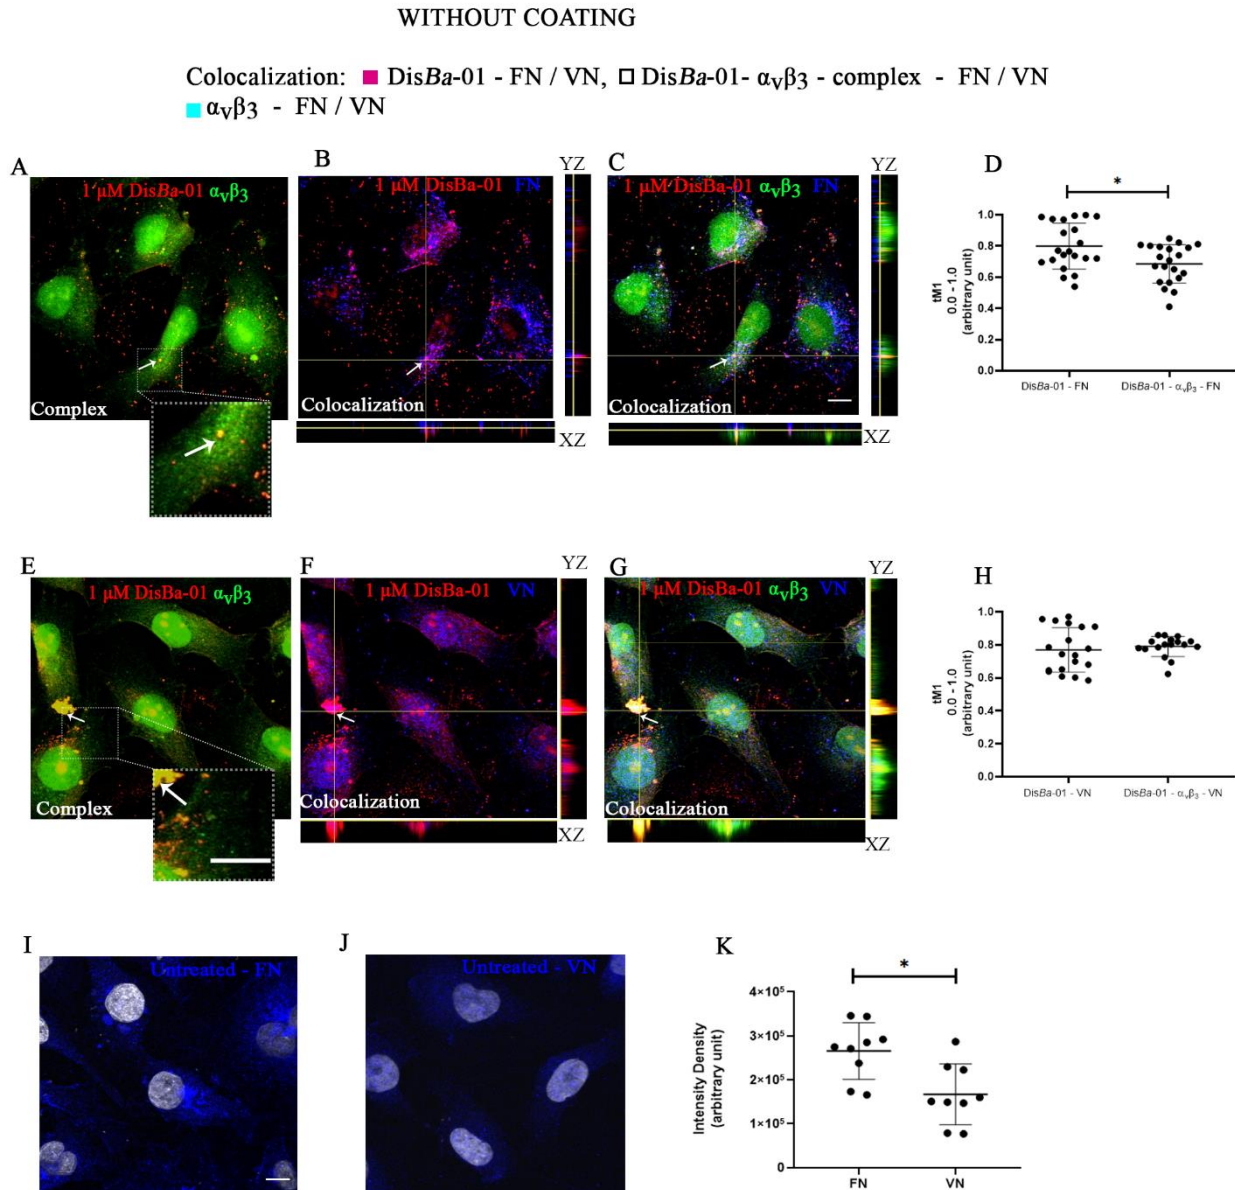 WITHOUT COATING
Colocalization: DisBa-01 - FN / VN, DisBa-01- αvβ3 - complex - FN / VN
αvβ3 - FN / VN
A
1 μM DisBa-01 αvβ3
Complex
B
1 μM DisBa-01 FN
Colocalization
YZ
XZ
C
1 μM DisBa-01 αvβ3 FN
Colocalization
YZ
XZ
D
*
tM1
0.0 - 1.0
(arbitrary unit)
1.0
0.8
0.6
0.4
0.2
0.0
DisBa-01 - FN
DisBa-01 - αvβ3 - FN
E
1 μM DisBa-01 αvβ3
Complex
F
1 μM DisBa-01 VN
Colocalization
YZ
XZ
G
1 μM DisBa-01 αvβ3 VN
Colocalization
YZ
XZ
H
tM1
0.0 - 1.0
(arbitrary unit)
1.0
0.8
0.6
0.4
0.2
0.0
DisBa-01 - VN
DisBa-01 - αvβ3 - VN
I
Untreated - FN
J
Untreated - VN
K
*
Intensity Density
(arbitrary unit)
4×10⁵
3×10⁵
2×10⁵
1×10⁵
0
FN
VN